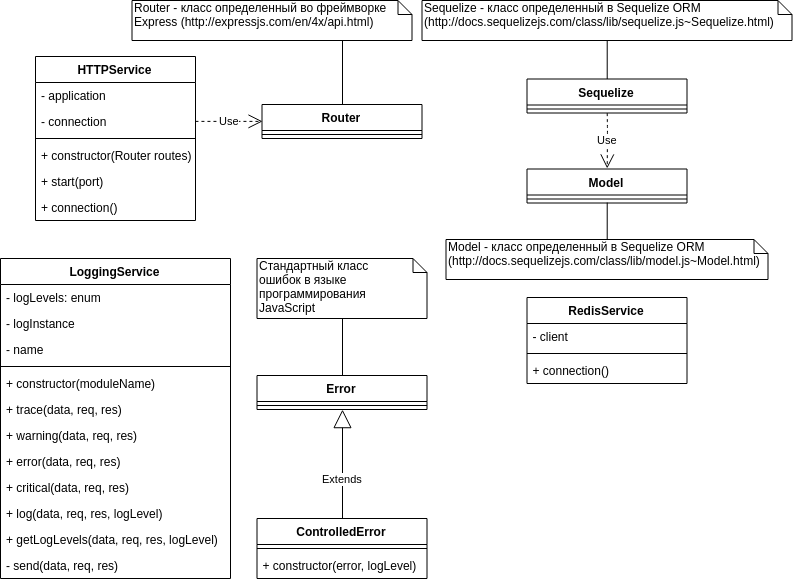 Router - класс определенный во фреймворке
Express (http://expressjs.com/en/4x/api.html)
Sequelize - класс определенный в Sequelize ORM
(http://docs.sequelizejs.com/class/lib/sequelize.js~Sequelize.html)
HTTPService
- application
- connection
+ constructor(Router routes)
+ start(port)
+ connection()
Use
Router
Sequelize
Use
Model
Model - класс определенный в Sequelize ORM
(http://docs.sequelizejs.com/class/lib/model.js~Model.html)
LoggingService
- logLevels: enum
- logInstance
- name
+ constructor(moduleName)
+ trace(data, req, res)
+ warning(data, req, res)
+ error(data, req, res)
+ critical(data, req, res)
+ log(data, req, res, logLevel)
+ getLogLevels(data, req, res, logLevel)
- send(data, req, res)
Стандартный класс
ошибок в языке
программирования
JavaScript
Error
Extends
ControlledError
+ constructor(error, logLevel)
RedisService
- client
+ connection()